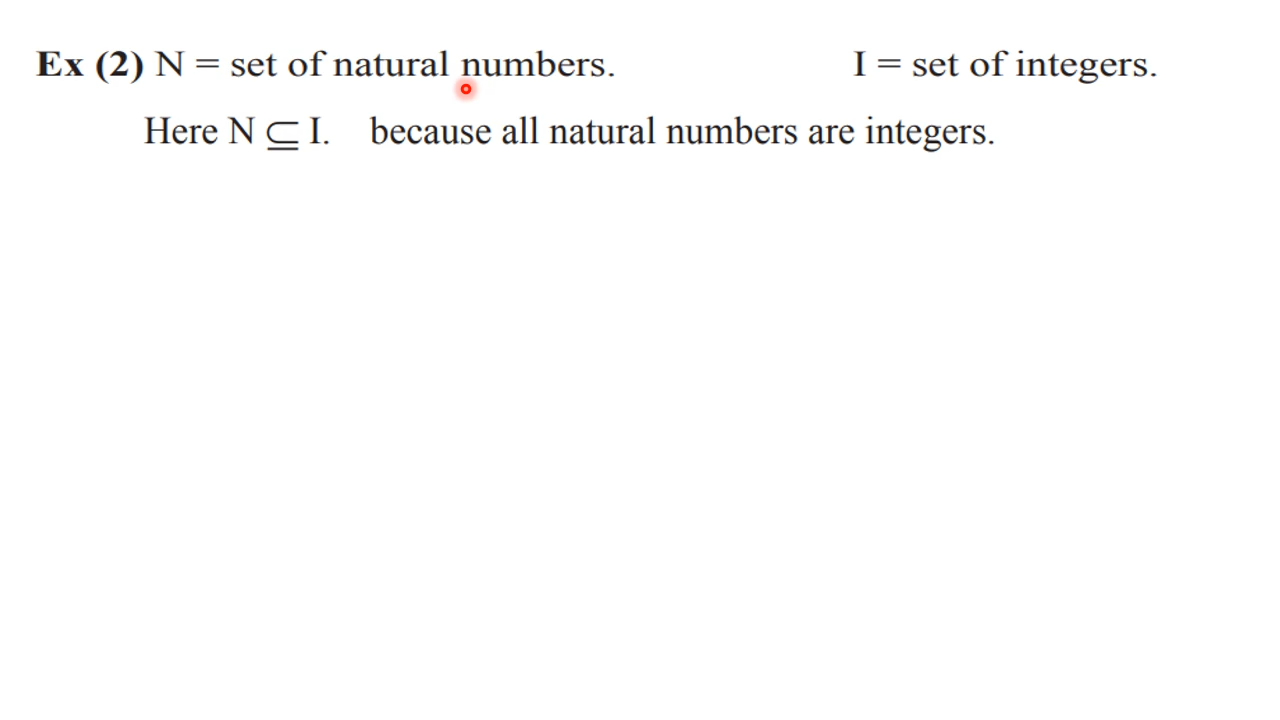 Ex (2) N = set of natural numbers. I = set of integers.
Here N ⊆ I. because all natural numbers are integers.